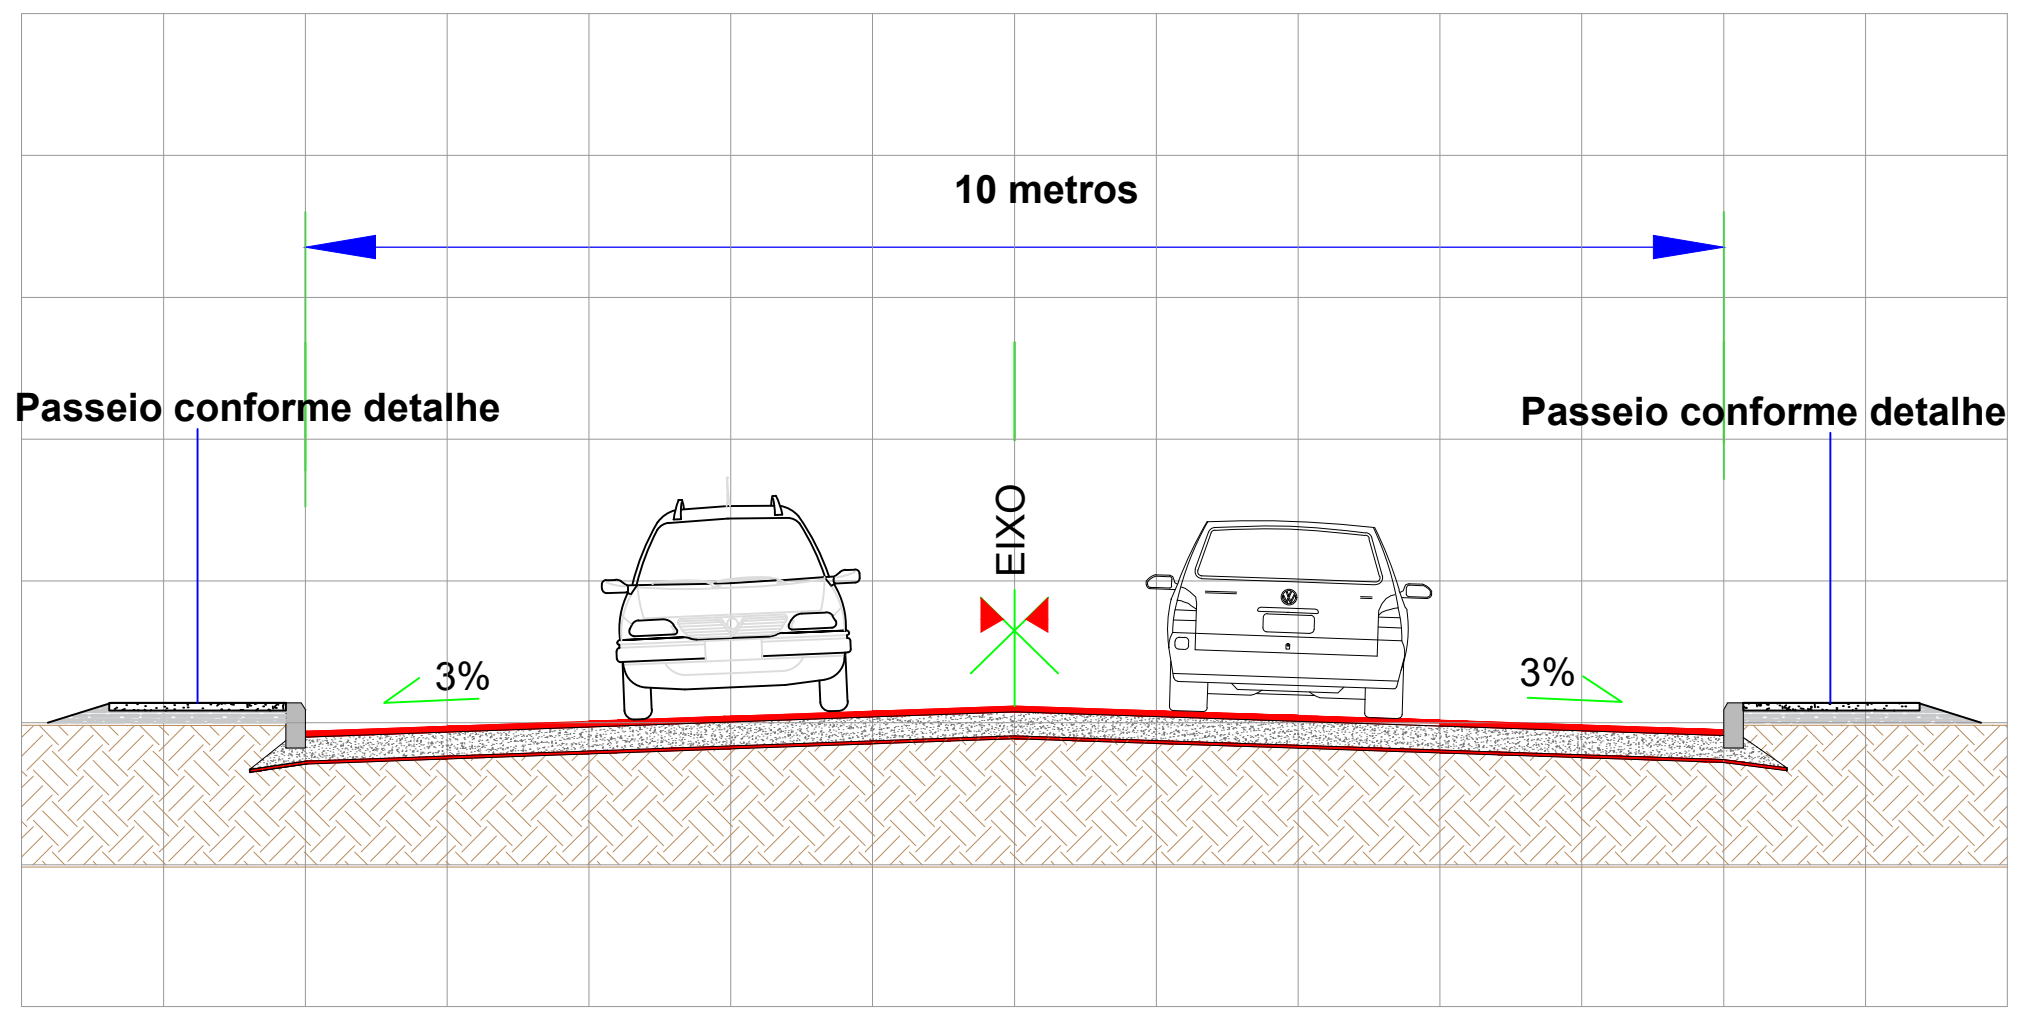 10 metros
Passeio conforme detalhe
Passeio conforme detalhe
EIXO
3%
3%